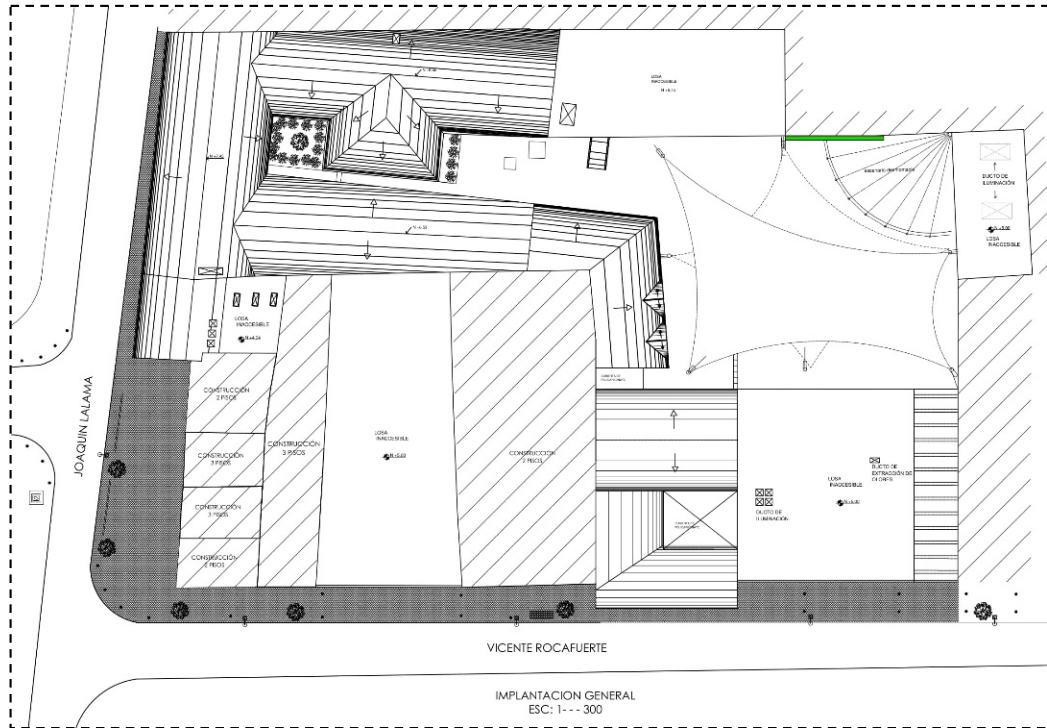 LOSA
INACCESIBLE
DUCTO DE
ILUMINACIÓN
LOSA
INACCESIBLE
LOSA
INACCESIBLE
CONSTRUCCIÓN
2 PISOS
CONSTRUCCIÓN
3 PISOS
LOSA
INACCESIBLE
CONSTRUCCIÓN
2 PISOS
CONSTRUCCIÓN
CONSTRUCCIÓN
3 PISOS
CONSTRUCCIÓN
2 PISOS
DUCTO DE
EXTRACCIÓN DE
OLORES
LOSA
INACCESIBLE
DUCTO DE
ILUMINACIÓN
JOAQUIN LALAMA
VICENTE ROCAFUERTE
IMPLANTACION GENERAL
ESC: 1- - - 300